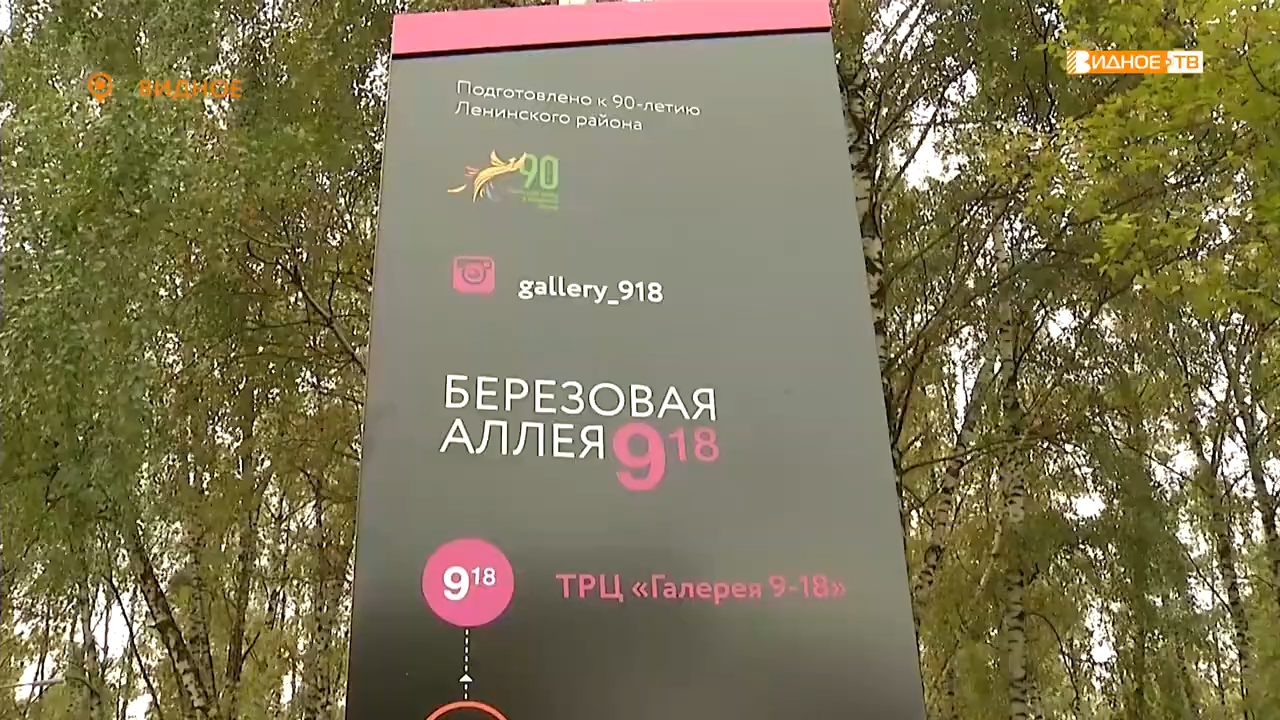 ВИДНОЕ
ВИДНОЕ ТВ
Подготовлено к 90-летию
Ленинского района
90
gallery_918
БЕРЕЗОВАЯ
АЛЛЕЯ 918
918 ТРЦ «Галерея 9-18»